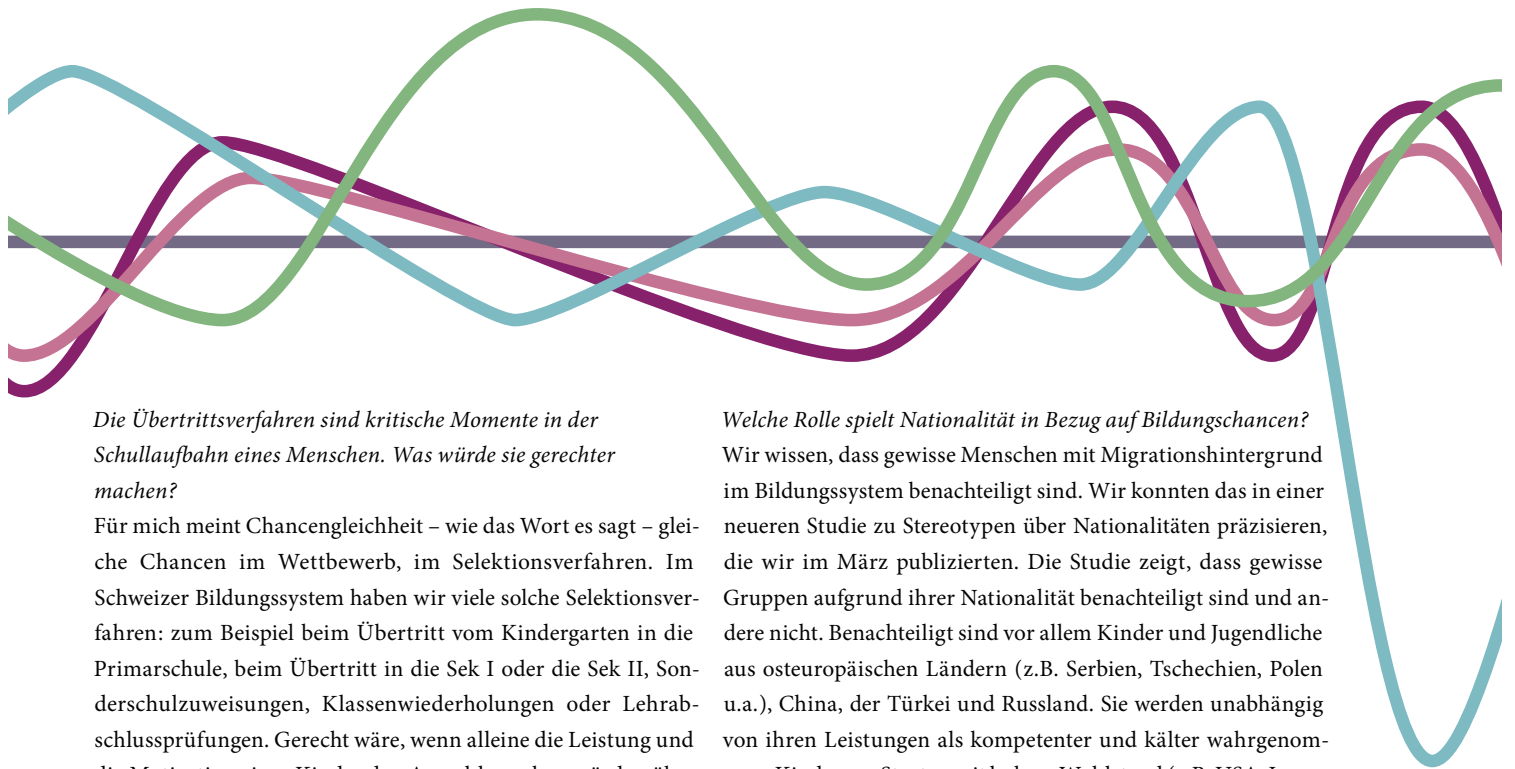 Die Übertrittsverfahren sind kritische Momente in der
Schullaufbahn eines Menschen. Was würde sie gerechter
machen?
Für mich meint Chancengleichheit – wie das Wort es sagt – glei-
che Chancen im Wettbewerb, im Selektionsverfahren. Im
Schweizer Bildungssystem haben wir viele solche Selektionsver-
fahren: zum Beispiel beim Übertritt vom Kindergarten in die
Primarschule, beim Übertritt in die Sek I oder die Sek II, Son-
derschulzuweisungen, Klassenwiederholungen oder Lehrab-
schlussprüfungen. Gerecht wäre, wenn alleine die Leistung und
Welche Rolle spielt Nationalität in Bezug auf Bildungschancen?
Wir wissen, dass gewisse Menschen mit Migrationshintergrund
im Bildungssystem benachteiligt sind. Wir konnten das in einer
neueren Studie zu Stereotypen über Nationalitäten präzisieren,
die wir im März publizierten. Die Studie zeigt, dass gewisse
Gruppen aufgrund ihrer Nationalität benachteiligt sind und an-
dere nicht. Benachteiligt sind vor allem Kinder und Jugendliche
aus osteuropäischen Ländern (z.B. Serbien, Tschechien, Polen
u.a.), China, der Türkei und Russland. Sie werden unabhängig
von ihren Leistungen als kompetenter und kälter wahrgenom-